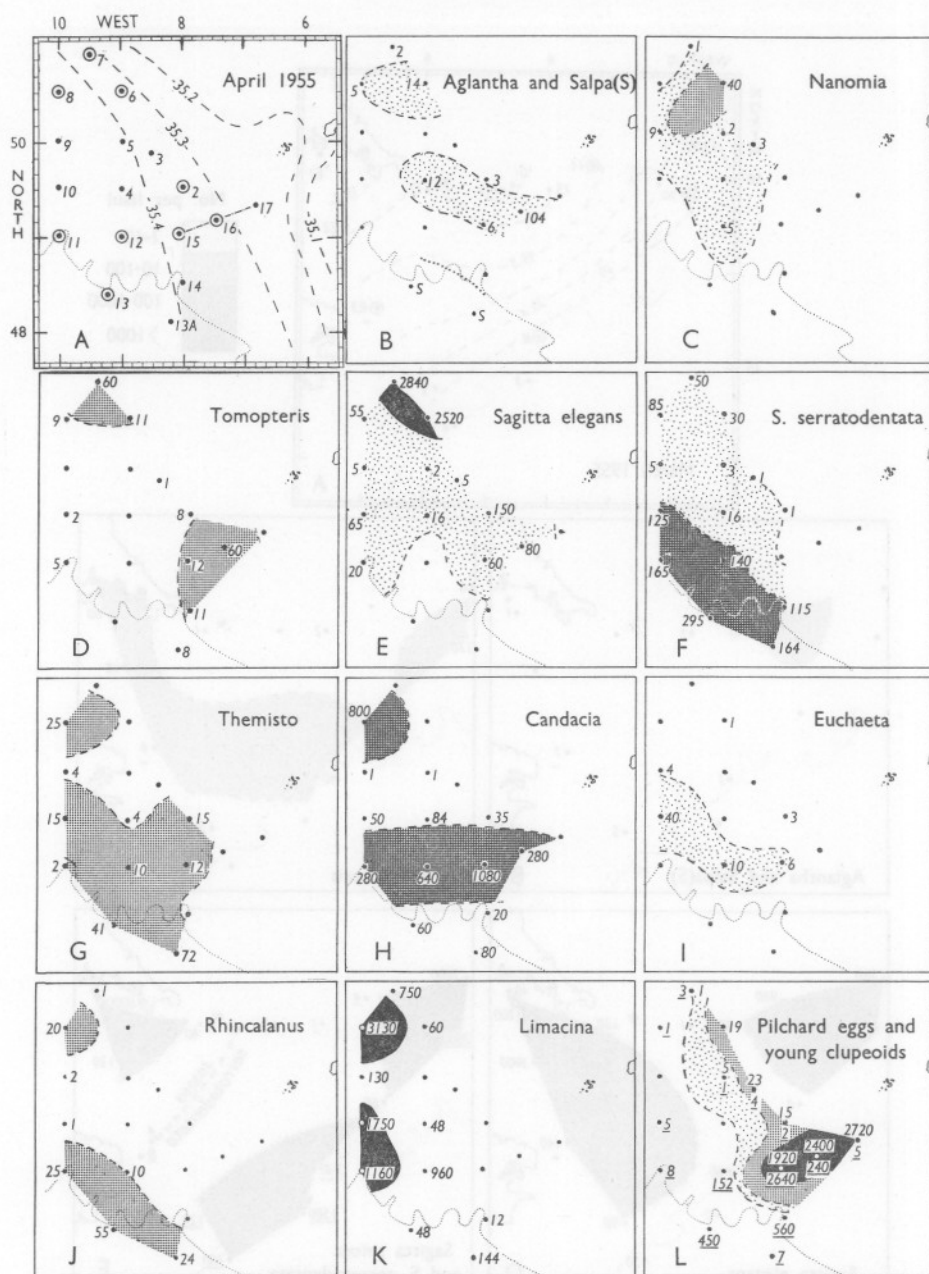 10 WEST 8 6
April 1955
7
35.2
8 6
35.3
50 9 5 3
NORTH
10 4 35.4 2 17
16
11 12 15 35.1
13 14
48 A 13A
Aglantha and Salpa(S)
2
5 14
12 3
104
6
S
S
B
Nanomia
1
40
9 2 3
5
C
Tomopteris
60
9 11
1
2 8
60
5 12
11
8
D
Sagitta elegans
2840
55 2520
5 2 5
65 16 150
1
80
20 60
E
S. serratodentata
50
85 30
5 3 1
125 16 1
165 140
115
295
164
F
Themisto
25
4
15 4 15
2 10 12
41
72
G
Candacia
800
1 1
50 84 35
280
280 640 1080
20
60
80
H
Euchaeta
1
4
40 3
10 6
I
Rhincalanus
1
20
2
1
25 10
55
24
J
Limacina
750
3130 60
130
1750 48
1160 960
12
48
144
K
Pilchard eggs and
young clupeoids
3 1
1 19
5
1 23
4
15
5 2 2720
2400 5
1920 240
8 152 2640
560
450
7
L